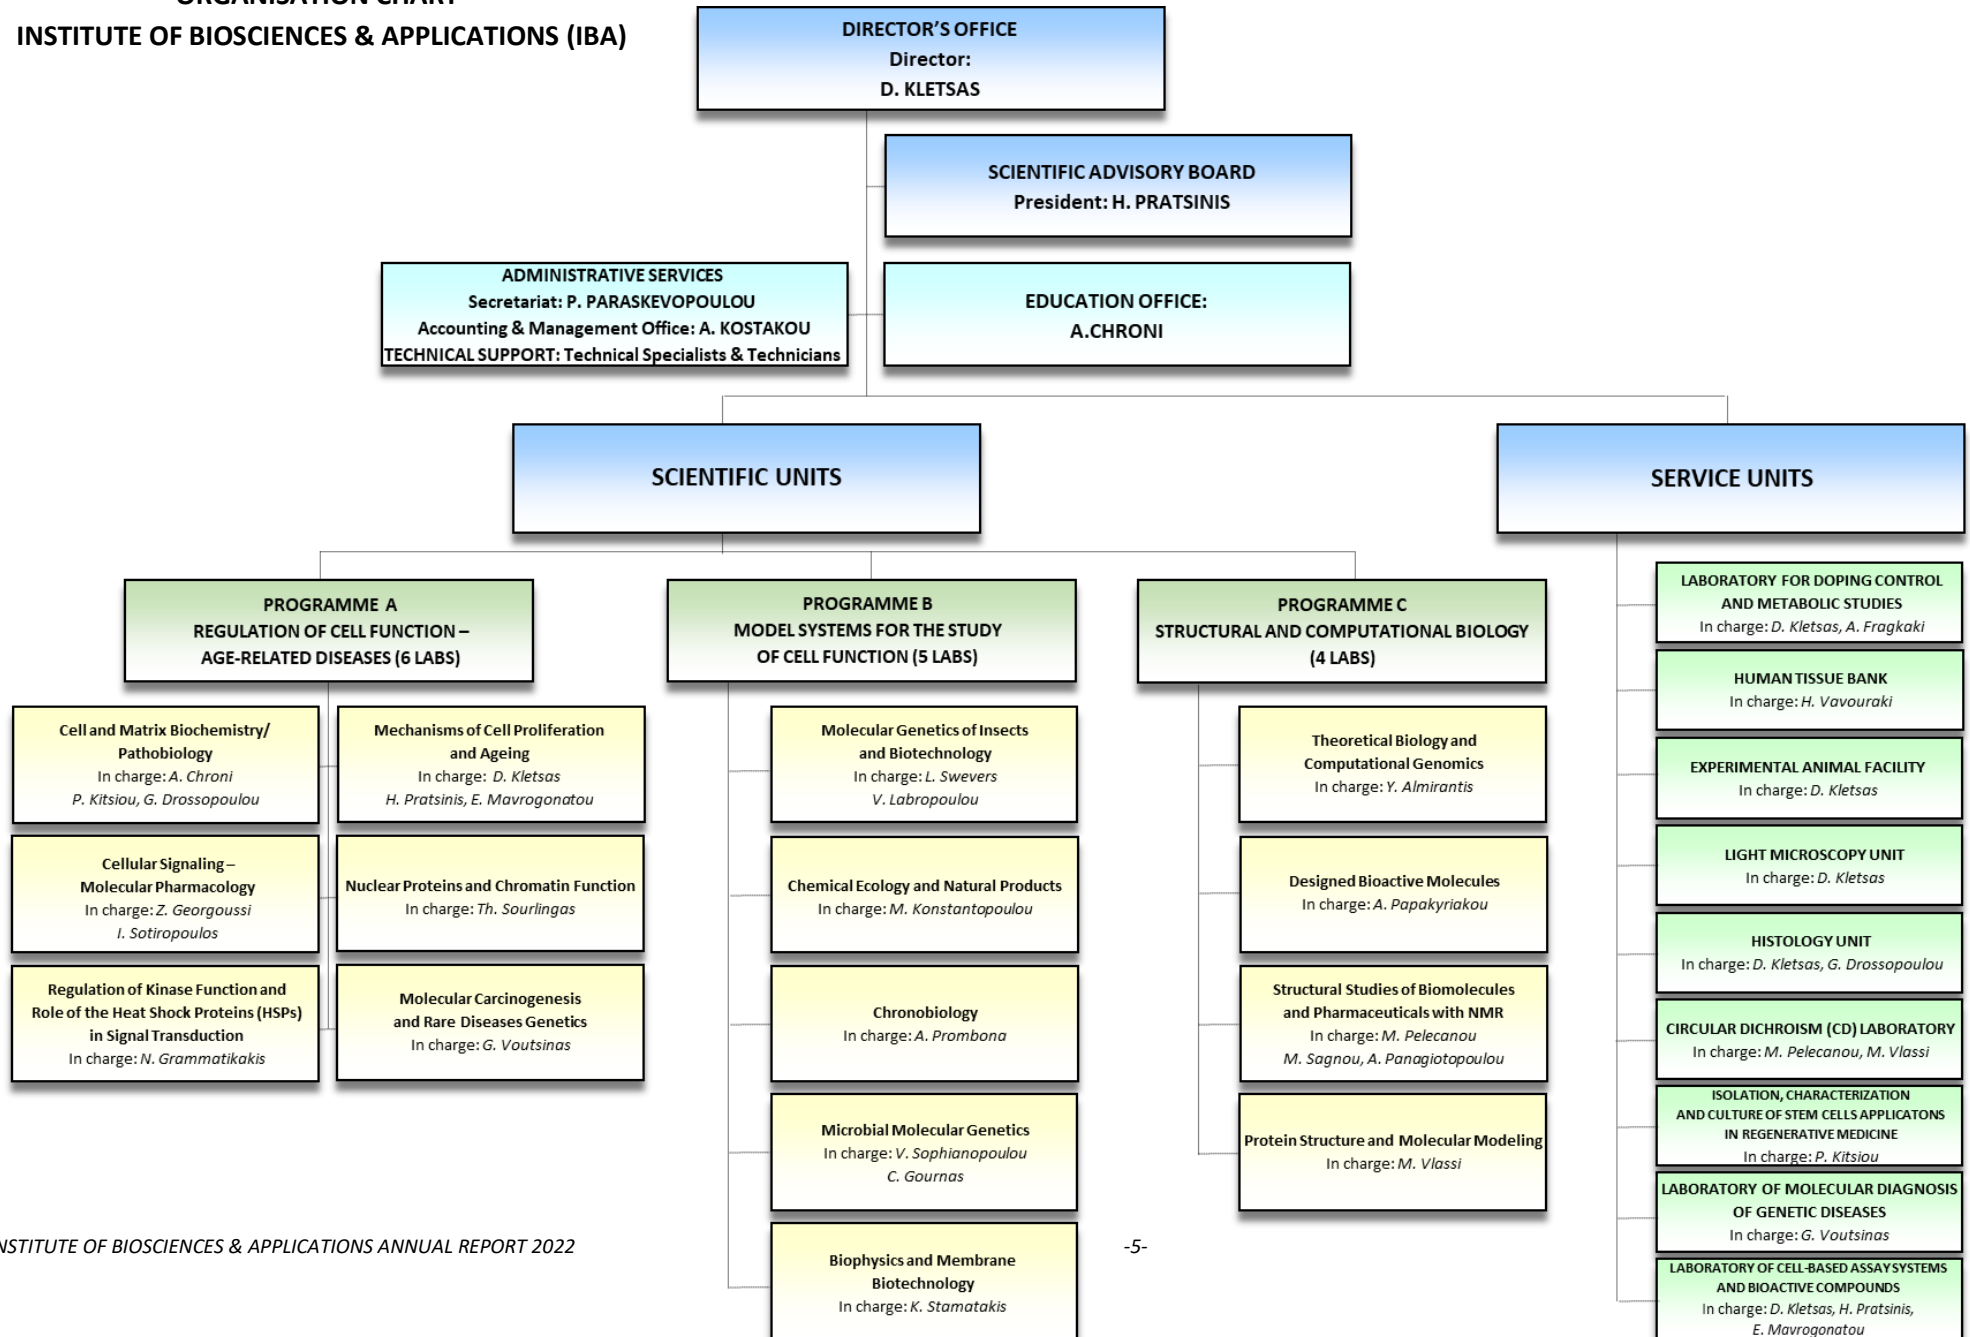 ORGANISATION CHART
INSTITUTE OF BIOSCIENCES & APPLICATIONS (IBA)
DIRECTOR'S OFFICE
Director:
D. KLETSAS
SCIENTIFIC ADVISORY BOARD
President: H. PRATSINIS
ADMINISTRATIVE SERVICES
Secretariat: P. PARASKEVOPOULOU
Accounting & Management Office: A. KOSTAKOU
TECHNICAL SUPPORT: Technical Specialists & Technicians
EDUCATION OFFICE:
A.CHRONI
SCIENTIFIC UNITS
SERVICE UNITS
PROGRAMME A
REGULATION OF CELL FUNCTION –
AGE-RELATED DISEASES (6 LABS)
Cell and Matrix Biochemistry/
Pathobiology
In charge: A. Chroni
P. Kitsiou, G. Drossopoulou
Mechanisms of Cell Proliferation
and Ageing
In charge: D. Kletsas
H. Pratsinis, E. Mavrogonatou
Cellular Signaling –
Molecular Pharmacology
In charge: Z. Georgoussi
I. Sotiropoulos
Nuclear Proteins and Chromatin Function
In charge: Th. Sourlingas
Regulation of Kinase Function and
Role of the Heat Shock Proteins (HSPs)
in Signal Transduction
In charge: N. Grammatikakis
Molecular Carcinogenesis
and Rare Diseases Genetics
In charge: G. Voutsinas
PROGRAMME B
MODEL SYSTEMS FOR THE STUDY
OF CELL FUNCTION (5 LABS)
Molecular Genetics of Insects
and Biotechnology
In charge: L. Swevers
V. Labropoulou
Chemical Ecology and Natural Products
In charge: M. Konstantopoulou
Chronobiology
In charge: A. Prombona
Microbial Molecular Genetics
In charge: V. Sophianopoulou
C. Gournas
Biophysics and Membrane
Biotechnology
In charge: K. Stamatakis
PROGRAMME C
STRUCTURAL AND COMPUTATIONAL BIOLOGY
(4 LABS)
Theoretical Biology and
Computational Genomics
In charge: Y. Almirantis
Designed Bioactive Molecules
In charge: A. Papakyriakou
Structural Studies of Biomolecules
and Pharmaceuticals with NMR
In charge: M. Pelecanou
M. Sagnou, A. Panagiotopoulou
Protein Structure and Molecular Modeling
In charge: M. Vlassi
LABORATORY FOR DOPING CONTROL
AND METABOLIC STUDIES
In charge: D. Kletsas, A. Fragkaki
HUMAN TISSUE BANK
In charge: H. Vavouraki
EXPERIMENTAL ANIMAL FACILITY
In charge: D. Kletsas
LIGHT MICROSCOPY UNIT
In charge: D. Kletsas
HISTOLOGY UNIT
In charge: D. Kletsas, G. Drossopoulou
CIRCULAR DICHROISM (CD) LABORATORY
In charge: M. Pelecanou, M. Vlassi
ISOLATION, CHARACTERIZATION
AND CULTURE OF STEM CELLS APPLICATONS
IN REGENERATIVE MEDICINE
In charge: P. Kitsiou
LABORATORY OF MOLECULAR DIAGNOSIS
OF GENETIC DISEASES
In charge: G. Voutsinas
LABORATORY OF CELL-BASED ASSAY SYSTEMS
AND BIOACTIVE COMPOUNDS
In charge: D. Kletsas, H. Pratsinis,
E. Mavrogonatou
NSTITUTE OF BIOSCIENCES & APPLICATIONS ANNUAL REPORT 2022
-5-